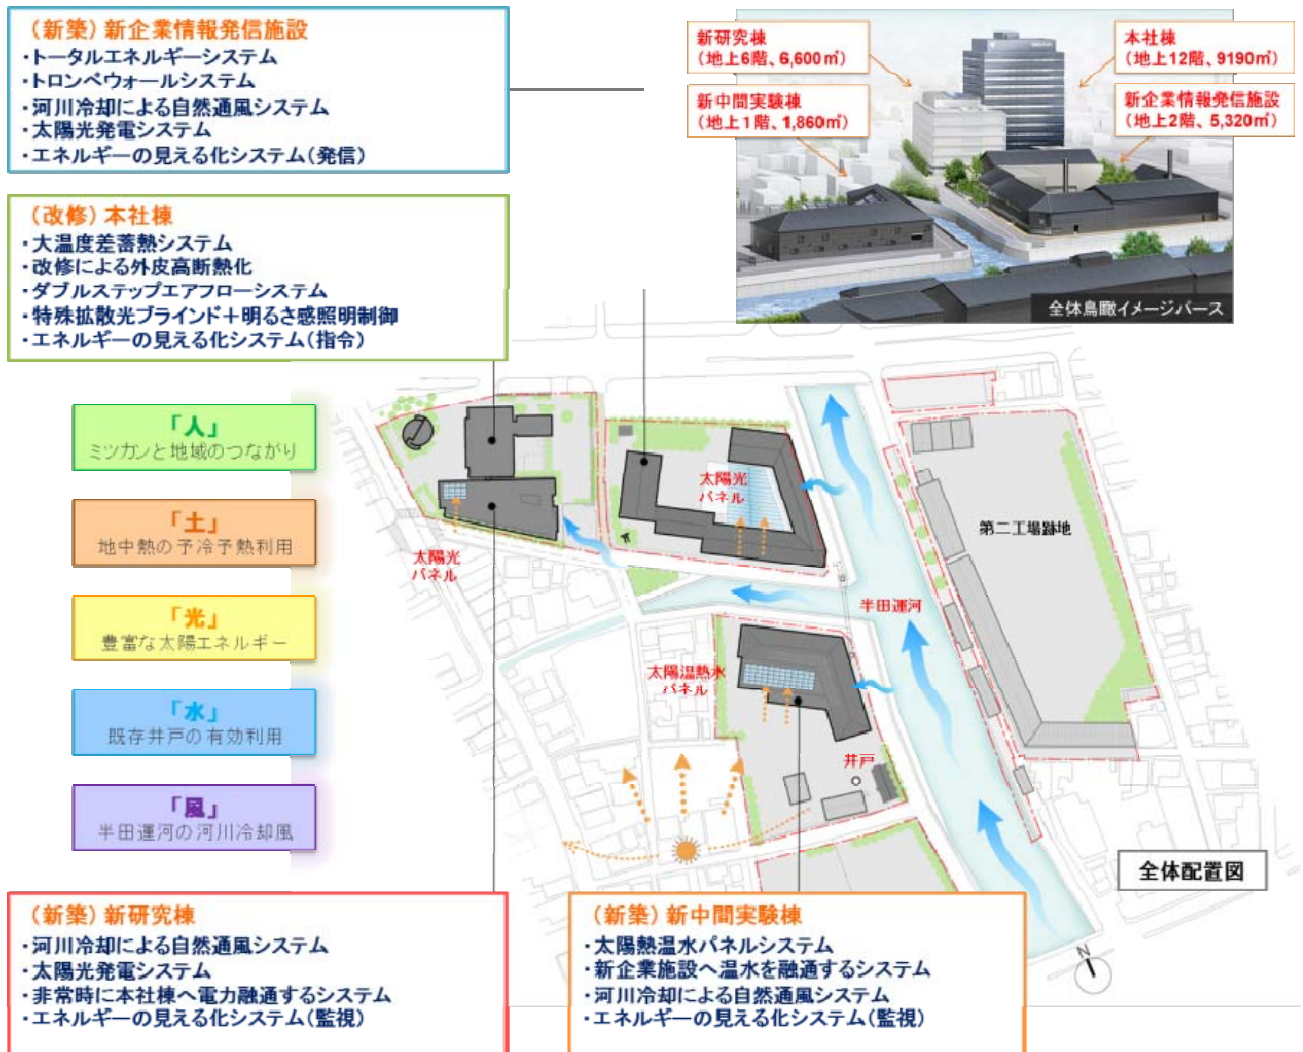 （新築）新企業情報発信施設
・トータルエネルギーシステム
・トロンベウォールシステム
・河川冷却による自然通風システム
・太陽光発電システム
・エネルギーの見える化システム（発信）
新研究棟
（地上6階、6,600㎡）
本社棟
（地上12階、9190㎡）
新中間実験棟
（地上1階、1,860㎡）
新企業情報発信施設
（地上2階、5,320㎡）
全体鳥瞰イメージパース
（改修）本社棟
・大温度差蓄熱システム
・改修による外皮高断熱化
・ダブルステップエアフローシステム
・特殊拡散光ブラインド＋明るさ感照明制御
・エネルギーの見える化システム（指令）
「人」
ミツカンと地域のつながり
「土」
地中熱の予冷予熱利用
「光」
豊富な太陽エネルギー
「水」
既存井戸の有効利用
「風」
半田運河の河川冷却風
太陽光
パネル
太陽光
パネル
第二工場跡地
半田運河
太陽温熱水
パネル
井戸
全体配置図
N
（新築）新研究棟
・河川冷却による自然通風システム
・太陽光発電システム
・非常時に本社棟へ電力融通するシステム
・エネルギーの見える化システム（監視）
（新築）新中間実験棟
・太陽熱温水パネルシステム
・新企業施設へ温水を融通するシステム
・河川冷却による自然通風システム
・エネルギーの見える化システム（監視）